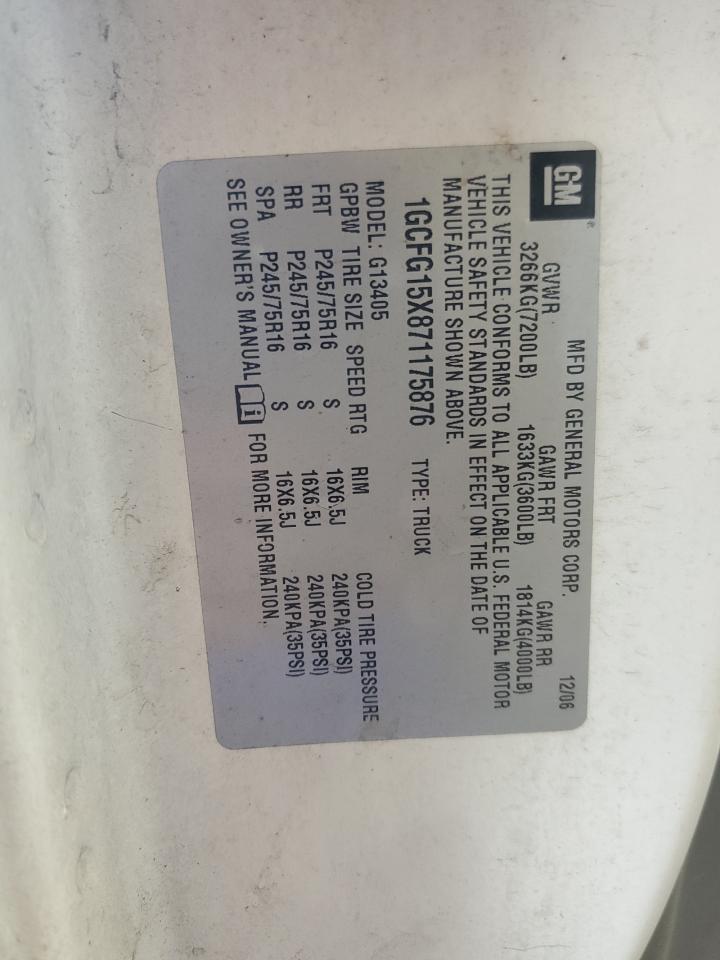 GM®
MFD BY GENERAL MOTORS CORP. 12/06
GVWR GAWR FRT GAWR RR
3266KG(7200LB) 1633KG(3600LB) 1814KG(4000LB)
THIS VEHICLE CONFORMS TO ALL APPLICABLE U.S. FEDERAL MOTOR
VEHICLE SAFETY STANDARDS IN EFFECT ON THE DATE OF
MANUFACTURE SHOWN ABOVE.
1GCFG15X871175876 TYPE: TRUCK
MODEL: G13405
GPBW TIRE SIZE SPEED RTG RIM COLD TIRE PRESSURE
FRT P245/75R16 S 16X6.5J 240KPA(35PSI)
RR P245/75R16 S 16X6.5J 240KPA(35PSI)
SPA P245/75R16 S 16X6.5J 240KPA(35PSI)
SEE OWNER'S MANUAL i FOR MORE INFORMATION.